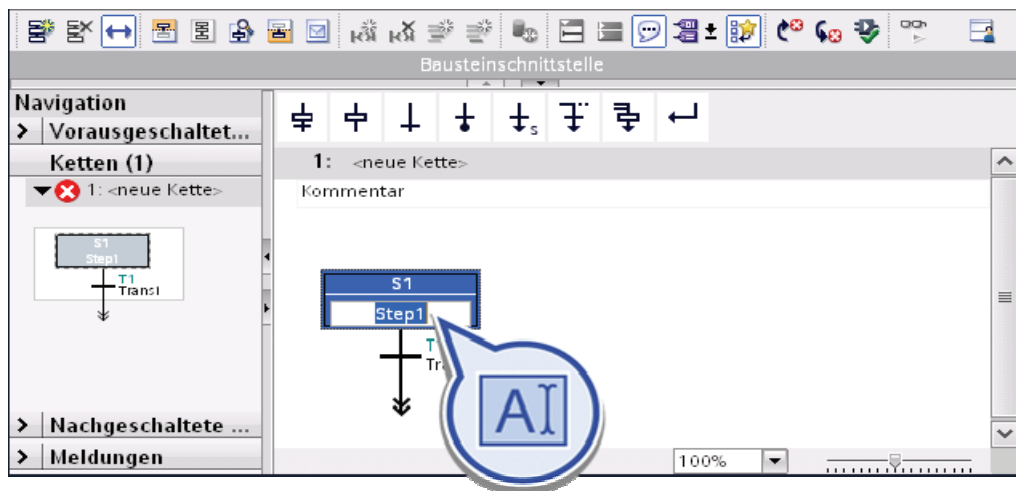 Bausteinschnittstelle
Navigation
Vorausgeschaltet...
Ketten (1)
1: <neue Kette>
S1
Step1
T1
Trans1
Nachgeschaltete ...
Meldungen
S
1: <neue Kette>
Kommentar
S1
Step1
T
Tr
AI
100%